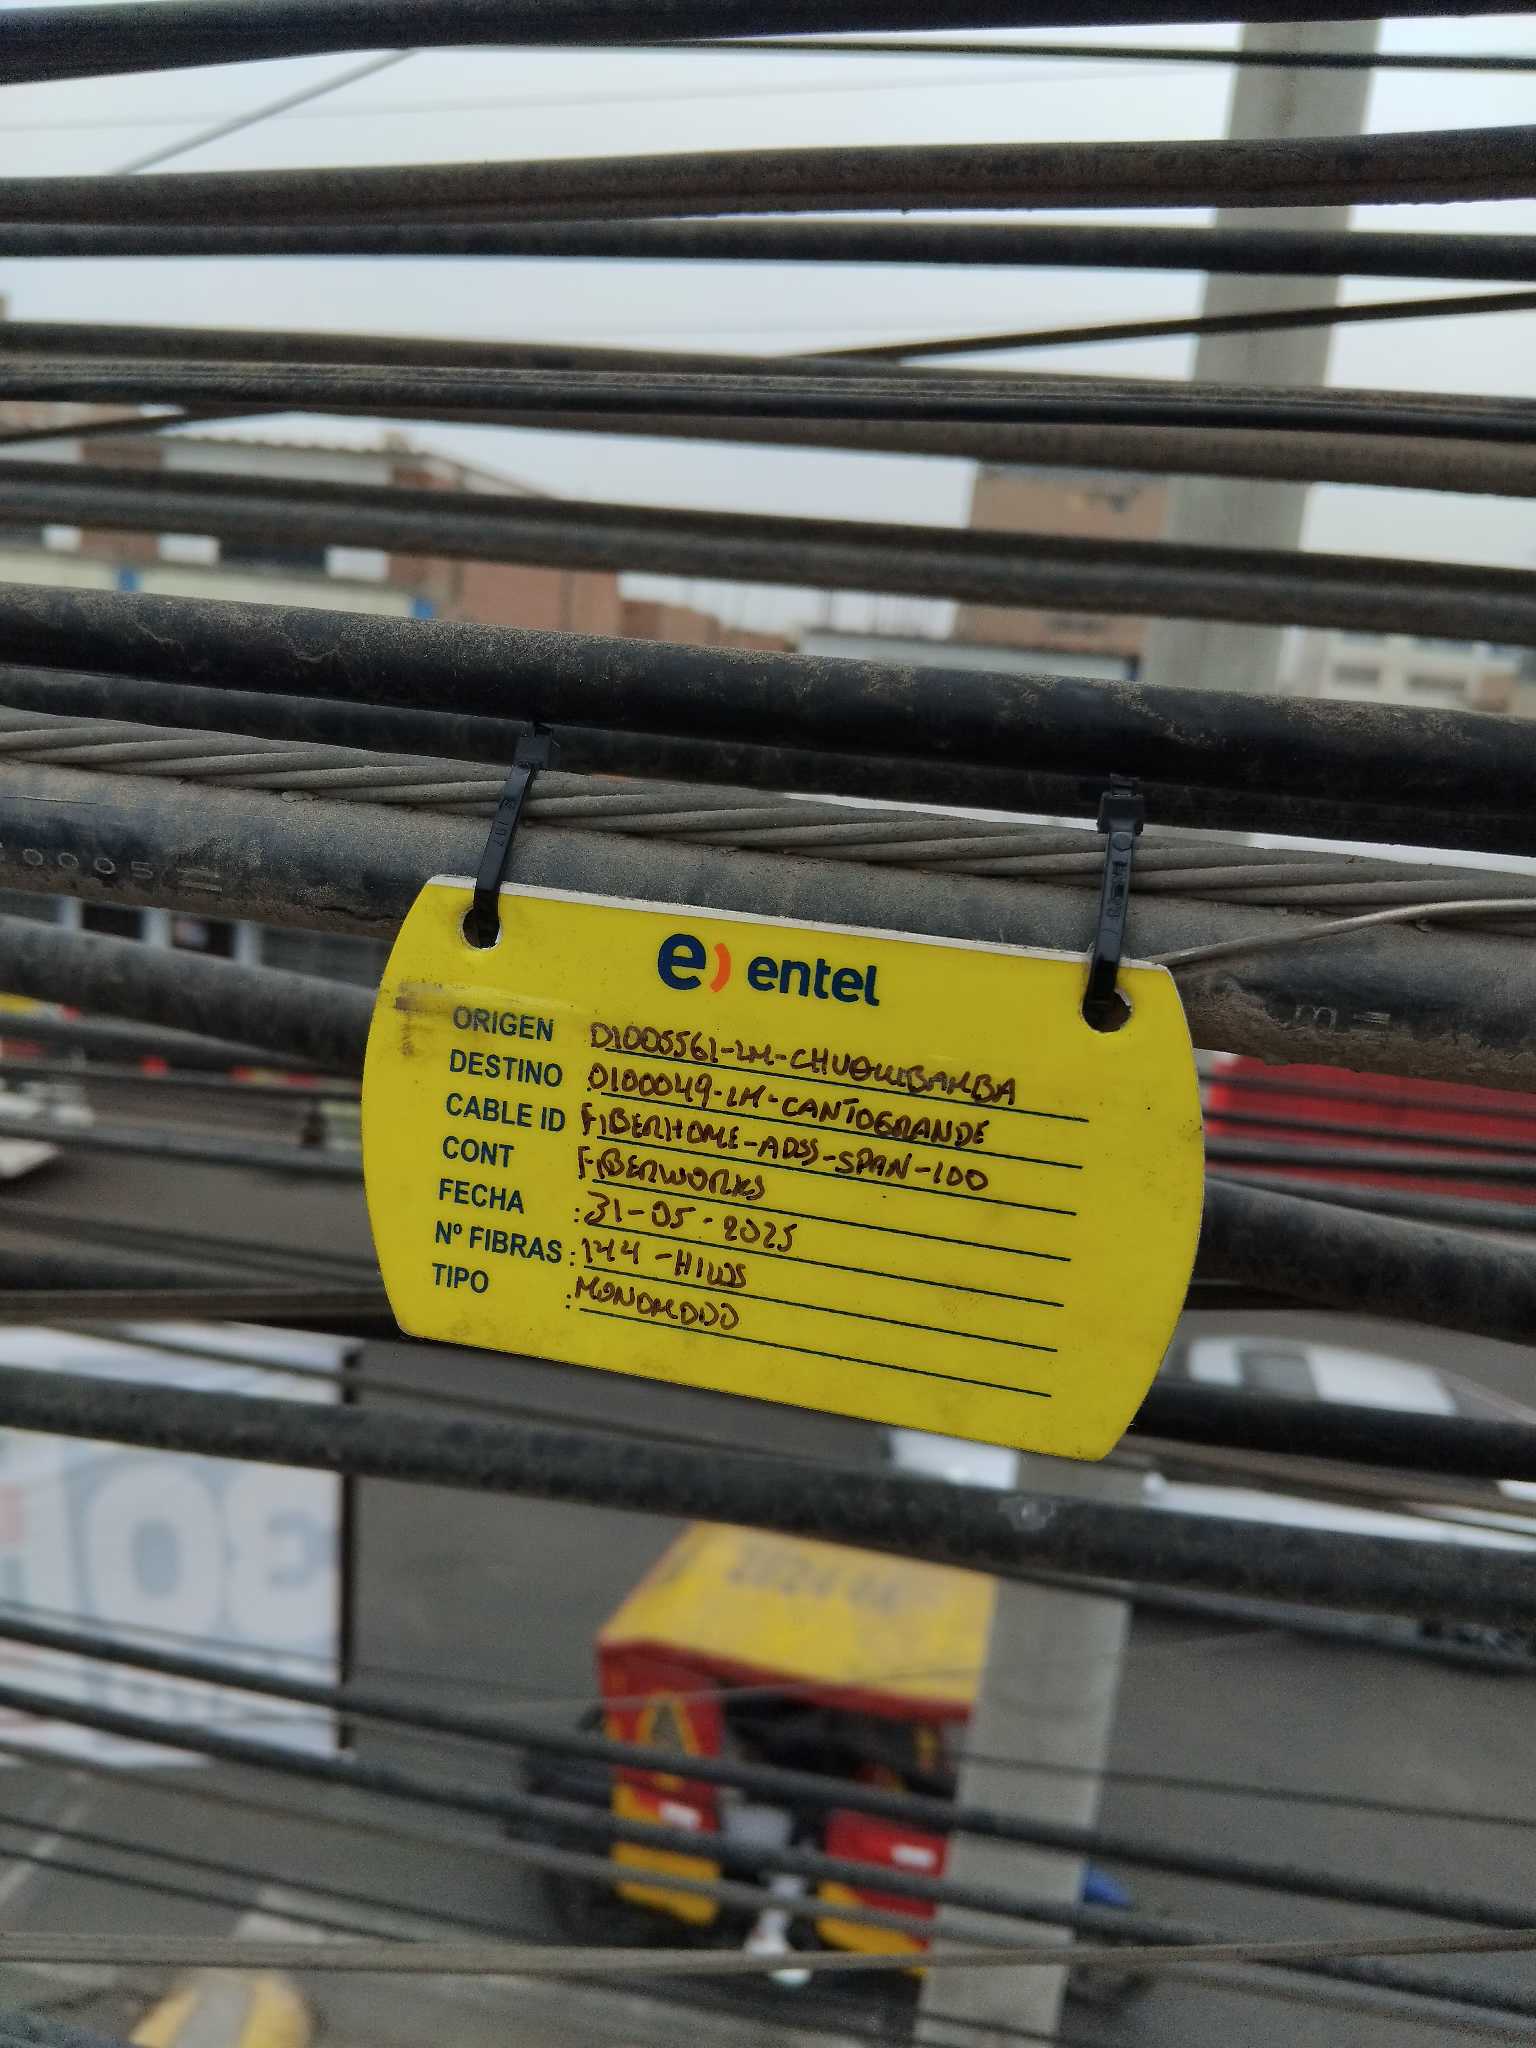 e) entel
ORIGEN 01005561-LM-CHUQUIBAMBA
DESTINO : 0100049-LM-CANTOGRANDE
CABLE ID FIBERHOME-ADSS-SPAN-100
CONT FIBERWORKS
FECHA : 31-05-2025
Nº FIBRAS : 144-HILOS
TIPO : MONOMODO